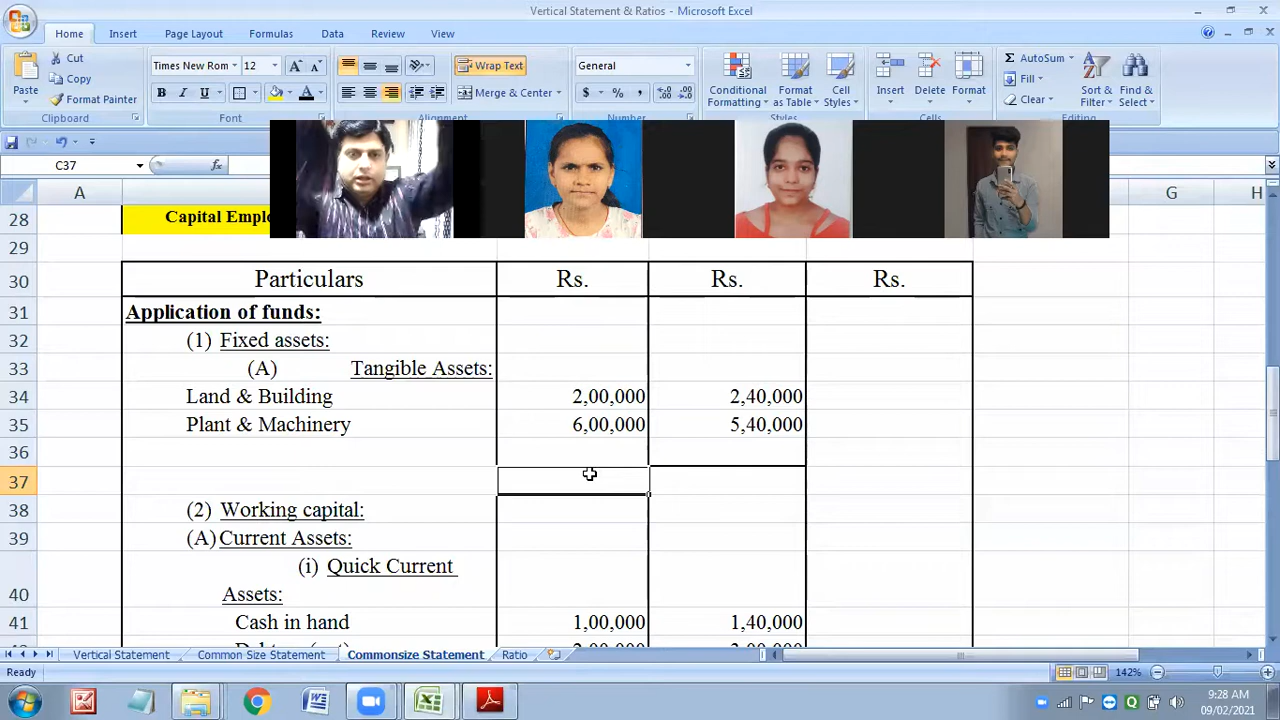 Vertical Statement & Ratios - Microsoft Excel
Home Insert Page Layout Formulas Data Review View
Paste
Cut
Copy
Format Painter
Clipboard
Times New Rom 12
B I U
Font
Wrap Text
Merge & Center
Alignment
General
$ % ,
Number
Conditional Formatting
Format as Table
Cell Styles
Styles
Insert Delete Format
Cells
Σ AutoSum
Fill
Clear
Sort & Filter
Find & Select
Editing
C37 fx
A G H
28 Capital Emplo
29
30 Particulars Rs. Rs. Rs.
31 Application of funds:
32 (1) Fixed assets:
33 (A) Tangible Assets:
34 Land & Building 2,00,000 2,40,000
35 Plant & Machinery 6,00,000 5,40,000
36
37
38 (2) Working capital:
39 (A) Current Assets:
(i) Quick Current
40 Assets:
41 Cash in hand 1,00,000 1,40,000
Vertical Statement Common Size Statement Commonsize Statement Ratio
Ready 142%
9:28 AM
09/02/2021